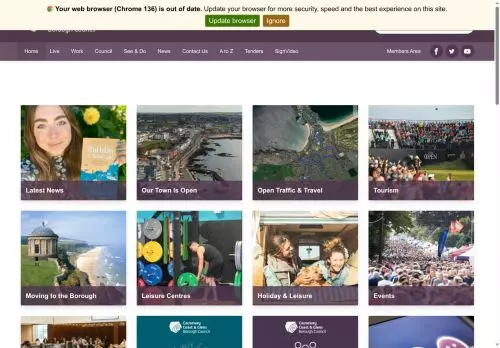 Your web browser (Chrome 136) is out of date. Update your browser for more security, speed and the best experience on this site.
Update browser Ignore
Borough Council
Home Live Work Council See & Do News Contact Us A to Z Tenders SignVideo Members Area
Latest News
Our Town Is Open
Open Traffic & Travel
Tourism
OPEN
Moving to the Borough
Leisure Centres
Holiday & Leisure
Events
Causeway
Coast & Glens
Borough Council
Causeway
Coast & Glens
Borough Council